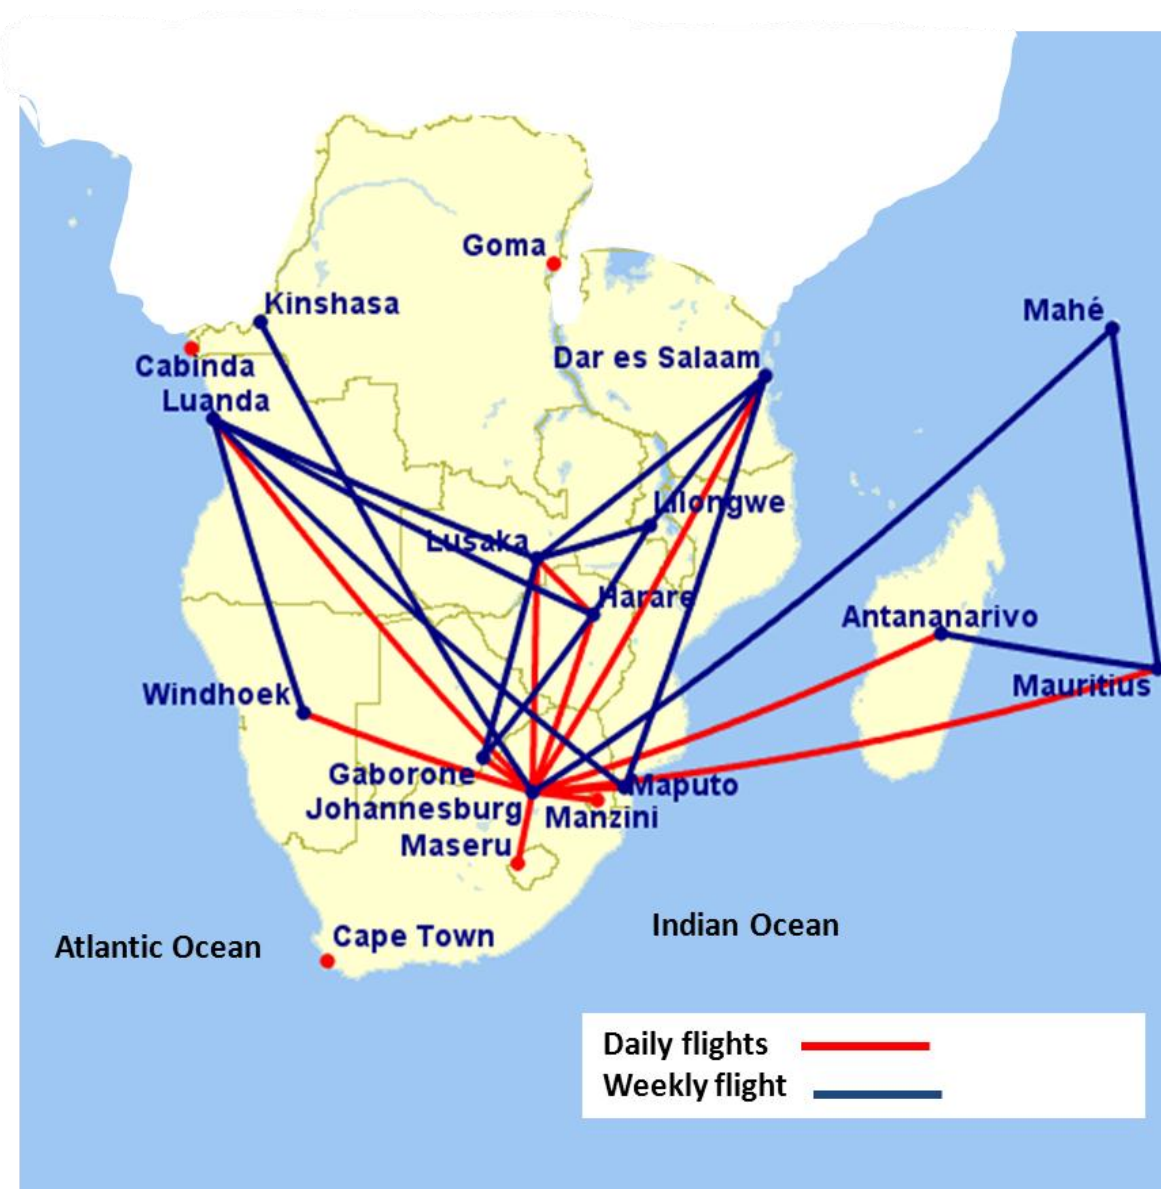 Goma
Kinshasa
Mahé
Dar es Salaam
Cabinda
Luanda
Lilongwe
Lusaka
Harare
Antananarivo
Windhoek
Mauritius
Gaborone
Maputo
Johannesburg
Manzini
Maseru
Indian Ocean
Cape Town
Atlantic Ocean
Daily flights
Weekly flight